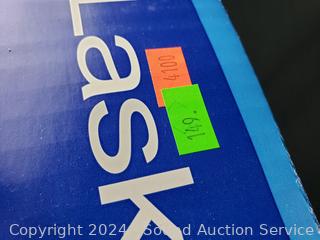 Lask
4100
149.
Copyright 2024 - Sound Auction Service